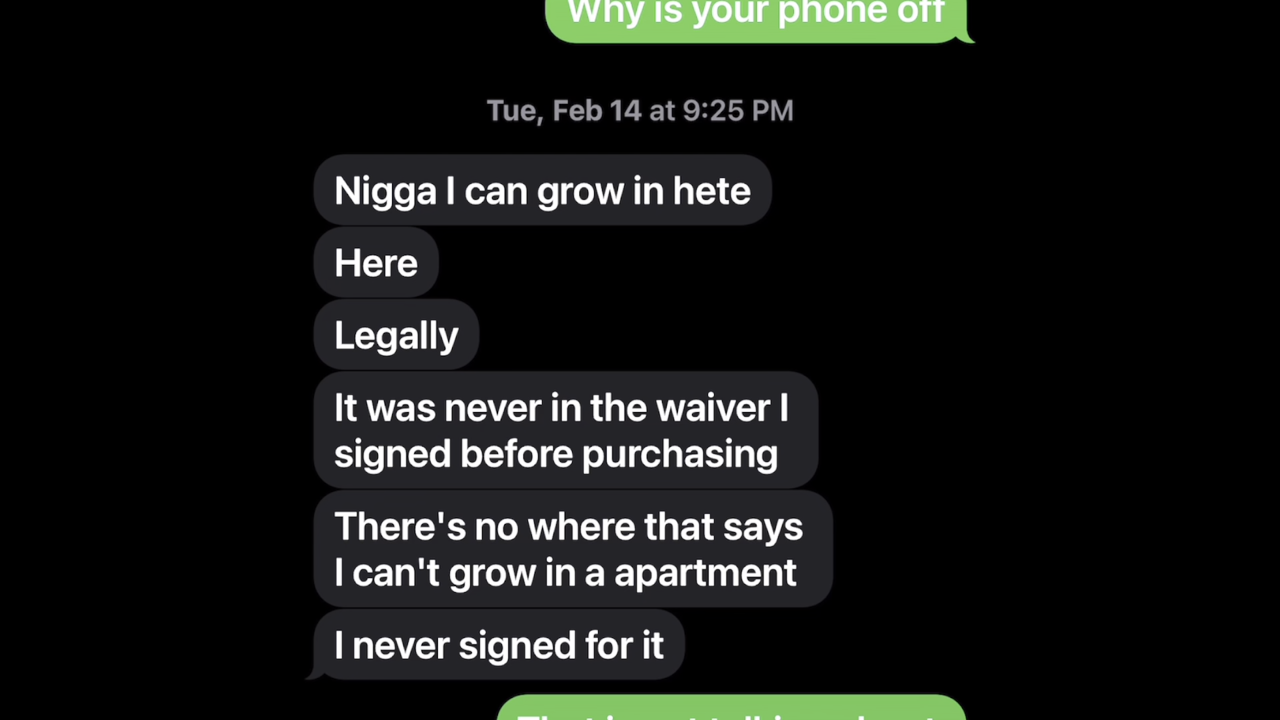 Why is your phone off
Tue, Feb 14 at 9:25 PM
Nigga I can grow in hete
Here
Legally
It was never in the waiver I
signed before purchasing
There's no where that says
I can't grow in a apartment
I never signed for it